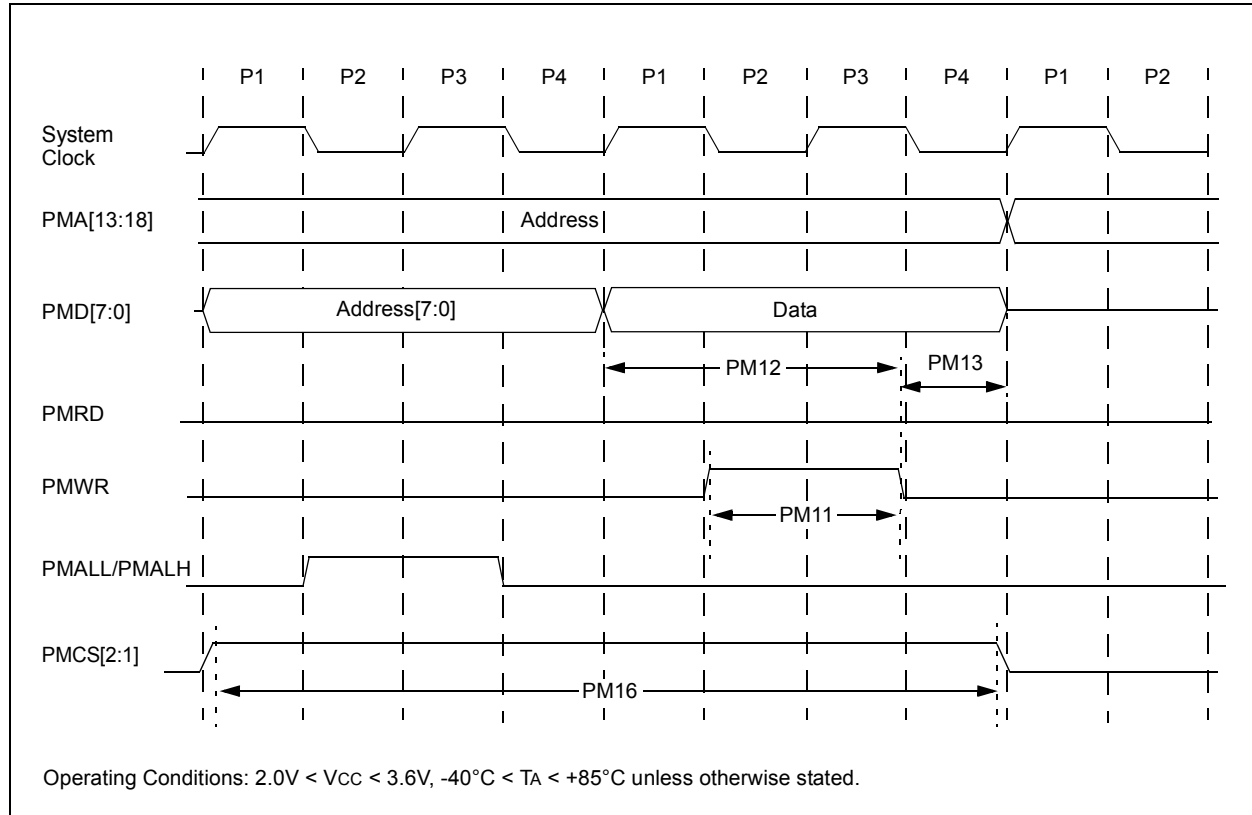 P1 P2 P3 P4 P1 P2 P3 P4 P1 P2
System
Clock
PMA[13:18]
Address
PMD[7:0]
Address[7:0]
Data
PM12
PM13
PMRD
PMWR
PM11
PMALL/PMALH
PMCS[2:1]
PM16
Operating Conditions: 2.0V < VCC < 3.6V, -40°C < TA < +85°C unless otherwise stated.